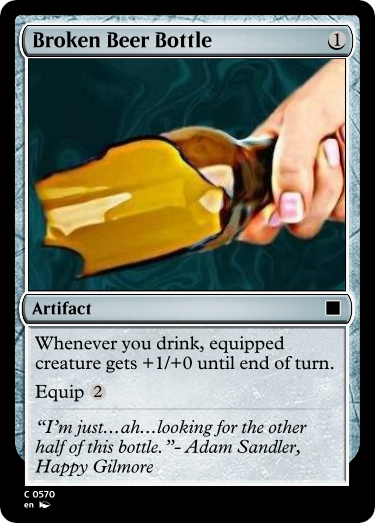 Broken Beer Bottle 1
Artifact
Whenever you drink, equipped
creature gets +1/+0 until end of turn.
Equip 2
“I'm just...ah...looking for the other
half of this bottle.”- Adam Sandler,
Happy Gilmore
C 0570
en